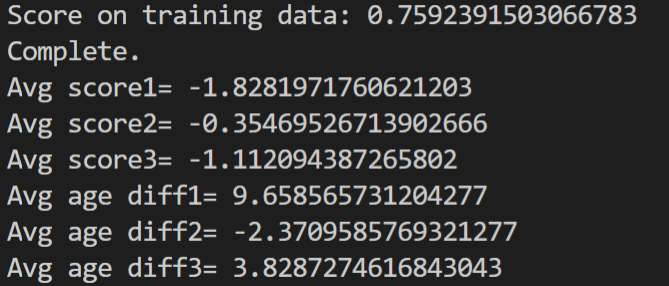 Score on training data: 0.7592391503066783
Complete.
Avg score1= -1.8281971760621203
Avg score2= -0.35469526713902666
Avg score3= -1.112094387265802
Avg age diff1= 9.658565731204277
Avg age diff2= -2.3709585769321277
Avg age diff3= 3.8287274616843043